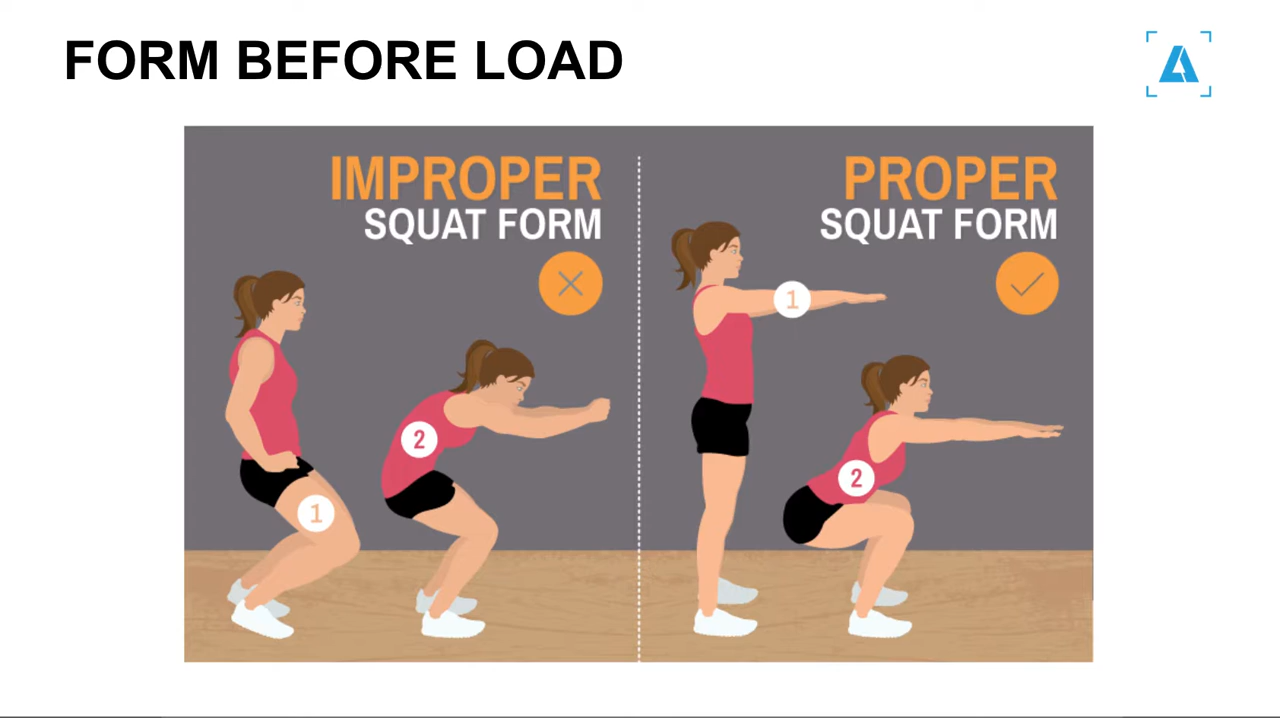 FORM BEFORE LOAD
IMPROPER
SQUAT FORM
1
2
PROPER
SQUAT FORM
1
2